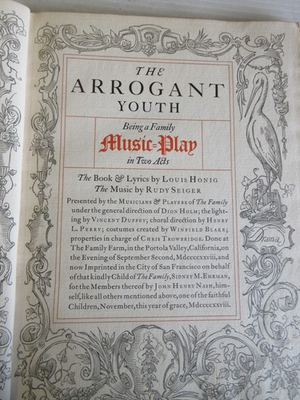 THE
ARROGANT
YOUTH
Being a Family
Music=Play
in Two Acts
The Book & Lyrics by LOUIS HONIG
The Music by RUDY SEIGER
Presented by the MUSICIANS & PLAYERS of The Family
under the general direction of DION HOLM; the light-
ing by VINCENT DUFFEY; choral direction by HENRY
L. PERRY; costumes created by WINFIELD BLAKE;
properties in charge of CHRIS TROWBRIDGE. Done at
The Family Farm, in the Portola Valley, California, on
the Evening of September Second, Mdccccxxviii, and
now Imprinted in the City of San Francisco on behalf
of that kindly Child of The Family, SIDNEY M. EHRMAN,
for the Members thereof by JOHN HENRY NASH, him-
self, like all others mentioned above, one of the faithful
Children, November, this year of grace, Mdccccxxviii.
Drama